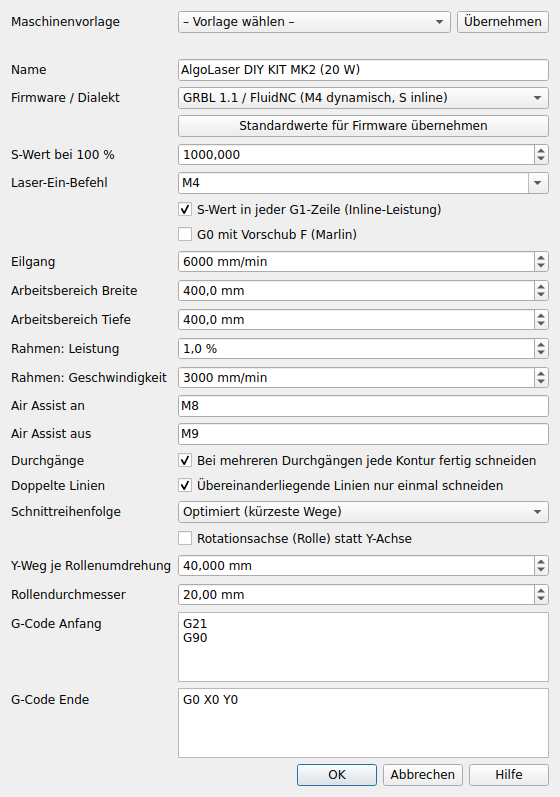 Maschinenvorlage – Vorlage wählen – Übernehmen
Name AlgoLaser DIY KIT MK2 (20 W)
Firmware / Dialekt GRBL 1.1 / FluidNC (M4 dynamisch, S inline)
Standardwerte für Firmware übernehmen
S-Wert bei 100 % 1000,000
Laser-Ein-Befehl M4
S-Wert in jeder G1-Zeile (Inline-Leistung)
G0 mit Vorschub F (Marlin)
Eilgang 6000 mm/min
Arbeitsbereich Breite 400,0 mm
Arbeitsbereich Tiefe 400,0 mm
Rahmen: Leistung 1,0 %
Rahmen: Geschwindigkeit 3000 mm/min
Air Assist an M8
Air Assist aus M9
Durchgänge Bei mehreren Durchgängen jede Kontur fertig schneiden
Doppelte Linien Übereinanderliegende Linien nur einmal schneiden
Schnittreihenfolge Optimiert (kürzeste Wege)
Rotationsachse (Rolle) statt Y-Achse
Y-Weg je Rollenumdrehung 40,000 mm
Rollendurchmesser 20,00 mm
G-Code Anfang G21
G90
G-Code Ende G0 X0 Y0
OK Abbrechen Hilfe